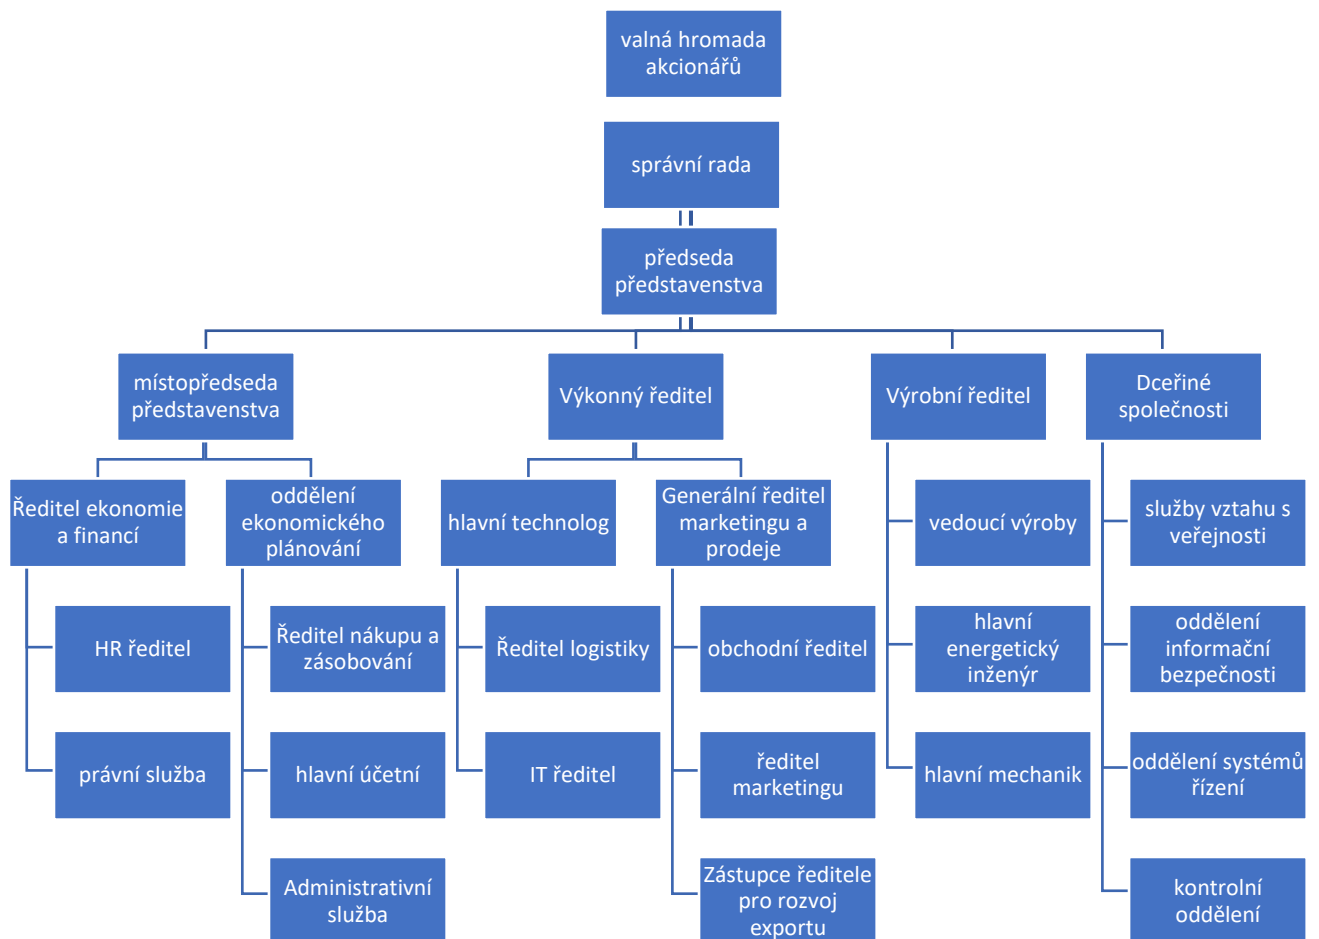 valná hromada
akcionářů
správní rada
předseda
představenstva
místopředseda
představenstva
Výkonný ředitel
Výrobní ředitel
Dceřiné
společnosti
Ředitel ekonomie
a financí
oddělení
ekonomického
plánování
hlavní technolog
Generální ředitel
marketingu a
prodeje
vedoucí výroby
služby vztahu s
veřejnosti
HR ředitel
Ředitel nákupu a
zásobování
Ředitel logistiky
obchodní ředitel
hlavní
energetický
inženýr
oddělení
informační
bezpečnosti
právní služba
hlavní účetní
IT ředitel
ředitel
marketingu
hlavní mechanik
oddělení systémů
řízení
Administrativní
služba
Zástupce ředitele
pro rozvoj
exportu
kontrolní
oddělení